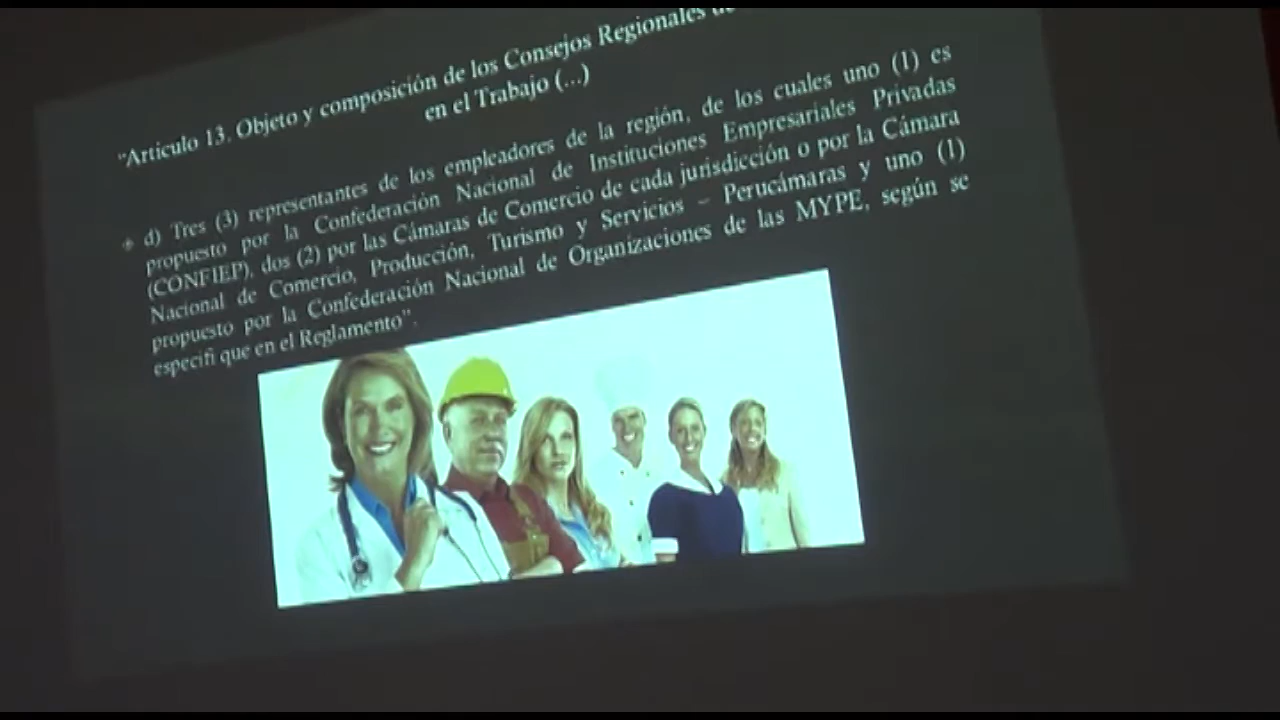 "Articulo 13. Objeto y composición de los Consejos Regionales de
en el Trabajo (...)
d) Tres (3) representantes de los empleadores de la región, de los cuales uno (1) es
propuesto por la Confederación Nacional de Instituciones Empresariales Privadas
(CONFIEP), dos (2) por las Cámaras de Comercio de cada jurisdicción o por la Cámara
Nacional de Comercio, Producción, Turismo y Servicios – Perucámaras y uno (1)
propuesto por la Confederación Nacional de Organizaciones de las MYPE, según se
especifi que en el Reglamento".